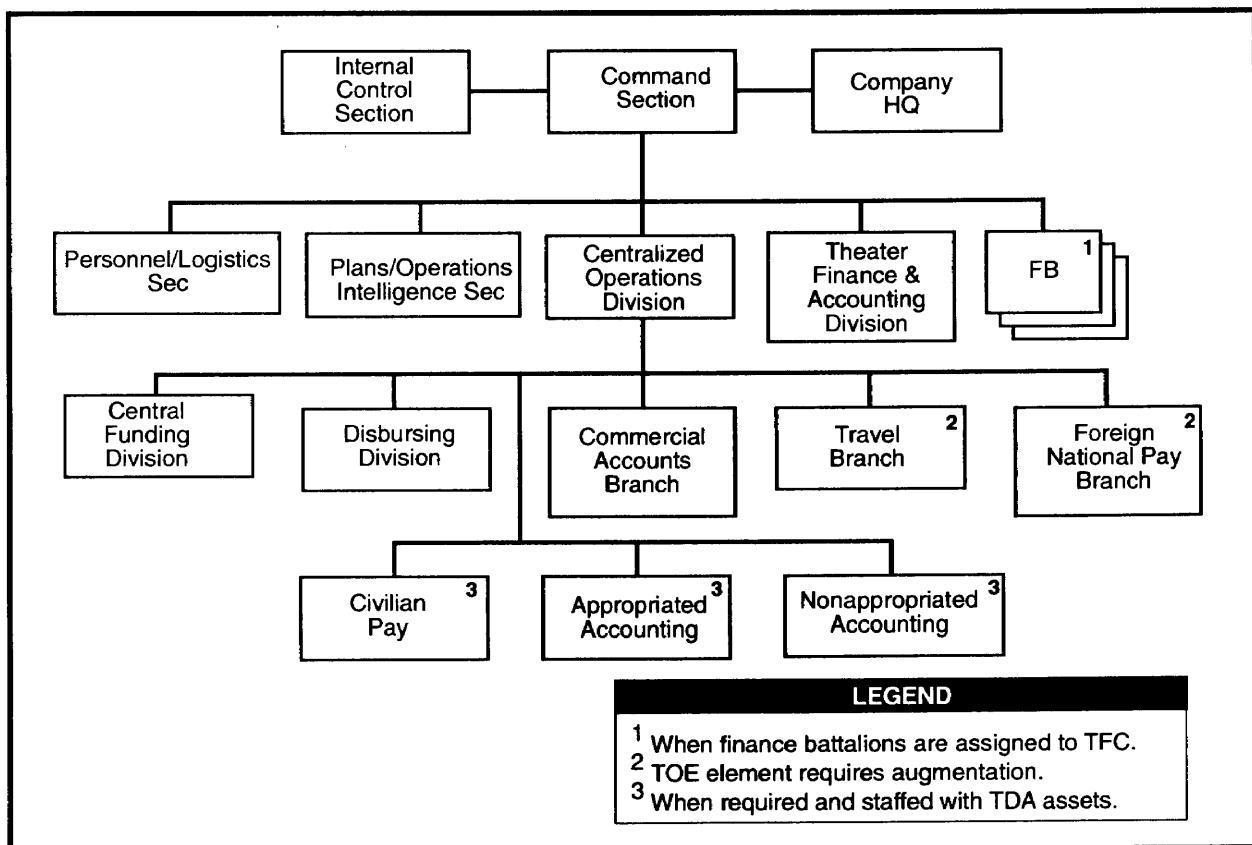 Internal
Control
Section
Command
Section
Company
HQ
Personnel/Logistics
Sec
Plans/Operations
Intelligence Sec
Centralized
Operations
Division
Theater
Finance &
Accounting
Division
1
FB
Central
Funding
Division
Disbursing
Division
Commercial
Accounts
Branch
2
Travel
Branch
2
Foreign
National Pay
Branch
3
Civilian
Pay
3
Appropriated
Accounting
3
Nonappropriated
Accounting
LEGEND
1 When finance battalions are assigned to TFC.
2 TOE element requires augmentation.
3 When required and staffed with TDA assets.